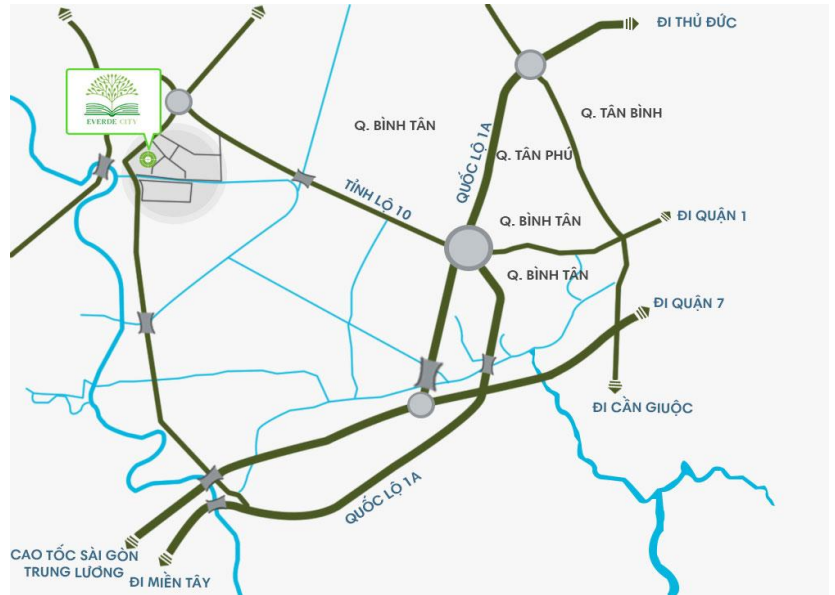 ĐI THỦ ĐỨC
EVERDE CITY
Q. BÌNH TÂN
Q. TÂN BÌNH
QUỐC LỘ 1A
Q. TÂN PHÚ
TỈNH LỘ 10
Q. BÌNH TÂN
ĐI QUẬN 1
Q. BÌNH TÂN
ĐI QUẬN 7
ĐI CẦN GIUỘC
QUỐC LỘ 1A
CAO TỐC SÀI GÒN
TRUNG LƯƠNG
ĐI MIỀN TÂY